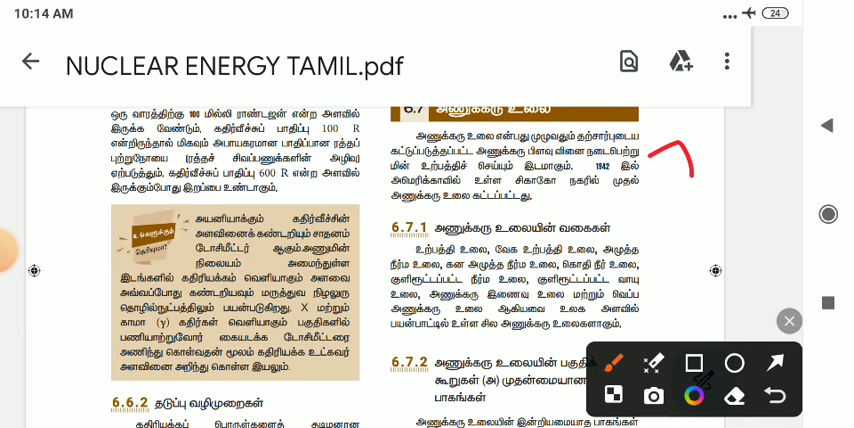 10:14 AM
24
NUCLEAR ENERGY TAMIL.pdf
ஒரு வாரத்திற்கு 100 மில்லி ராண்ட்ஜன் என்ற அளவில்
இருக்க வேண்டும். கதிர்வீச்சுப் பாதிப்பு 100 R
என்றிருந்தால் மிகவும் அபாயகரமான பாதிப்பான ரத்தப்
புற்றுநோயை (ரத்தச் சிவப்பணுக்களின் அழிவு)
ஏற்படுத்தும். கதிர்வீச்சுப் பாதிப்பு 600 R என்ற அளவில்
இருக்கும்போது இறப்பை உண்டாகும்.
உங்களுக்குத் தெரியுமா?
அயனியாக்கும் கதிர்வீச்சின்
அளவினைக் கண்டறியும் சாதனம்
டோசிமீட்டர் ஆகும்.அணுமின்
நிலையம் அமைந்துள்ள
இடங்களில் கதிரியக்கம் வெளியாகும் அளவை
அவ்வப்போது கண்டறியவும் மருத்துவ நிழலுரு
தொழில்நுட்பத்திலும் பயன்படுகிறது. X மற்றும்
காமா (γ) கதிர்கள் வெளியாகும் பகுதிகளில்
பணியாற்றுவோர் கையடக்க டோசிமீட்டரை
அணிந்து கொள்வதன் மூலம் கதிரியக்க உட்கவர்
அளவினை அறிந்து கொள்ள இயலும்.
6.6.2 தடுப்பு வழிமுறைகள்
கதிரியக்கப் பொருள்களைத் தடிமனான
6.7 அணுக்கரு உலை
அணுக்கரு உலை என்பது முழுவதும் தற்சார்புடைய
கட்டுப்படுத்தப்பட்ட அணுக்கரு பிளவு வினை நடைபெற்று
மின் உற்பத்திச் செய்யும் இடமாகும். 1942 இல்
அமெரிக்காவில் உள்ள சிகாகோ நகரில் முதல்
அணுக்கரு உலை கட்டப்பட்டது.
6.7.1 அணுக்கரு உலையின் வகைகள்
உற்பத்தி உலை, வேக உற்பத்தி உலை, அழுத்த
நீர்ம உலை, கன அழுத்த நீர்ம உலை, கொதி நீர் உலை,
குளிரூட்டப்பட்ட நீர்ம உலை, குளிரூட்டப்பட்ட வாயு
உலை, அணுக்கரு இணைவு உலை மற்றும் வெப்ப
அணுக்கரு உலை ஆகியவை உலக அளவில்
பயன்பாட்டில் உள்ள சில அணுக்கரு உலைகளாகும்.
6.7.2 அணுக்கரு உலையின் பகுதிக்
கூறுகள் (அ) முதன்மையான
பாகங்கள்
அணுக்கரு உலையின் இன்றியமையாத பாகங்கள்